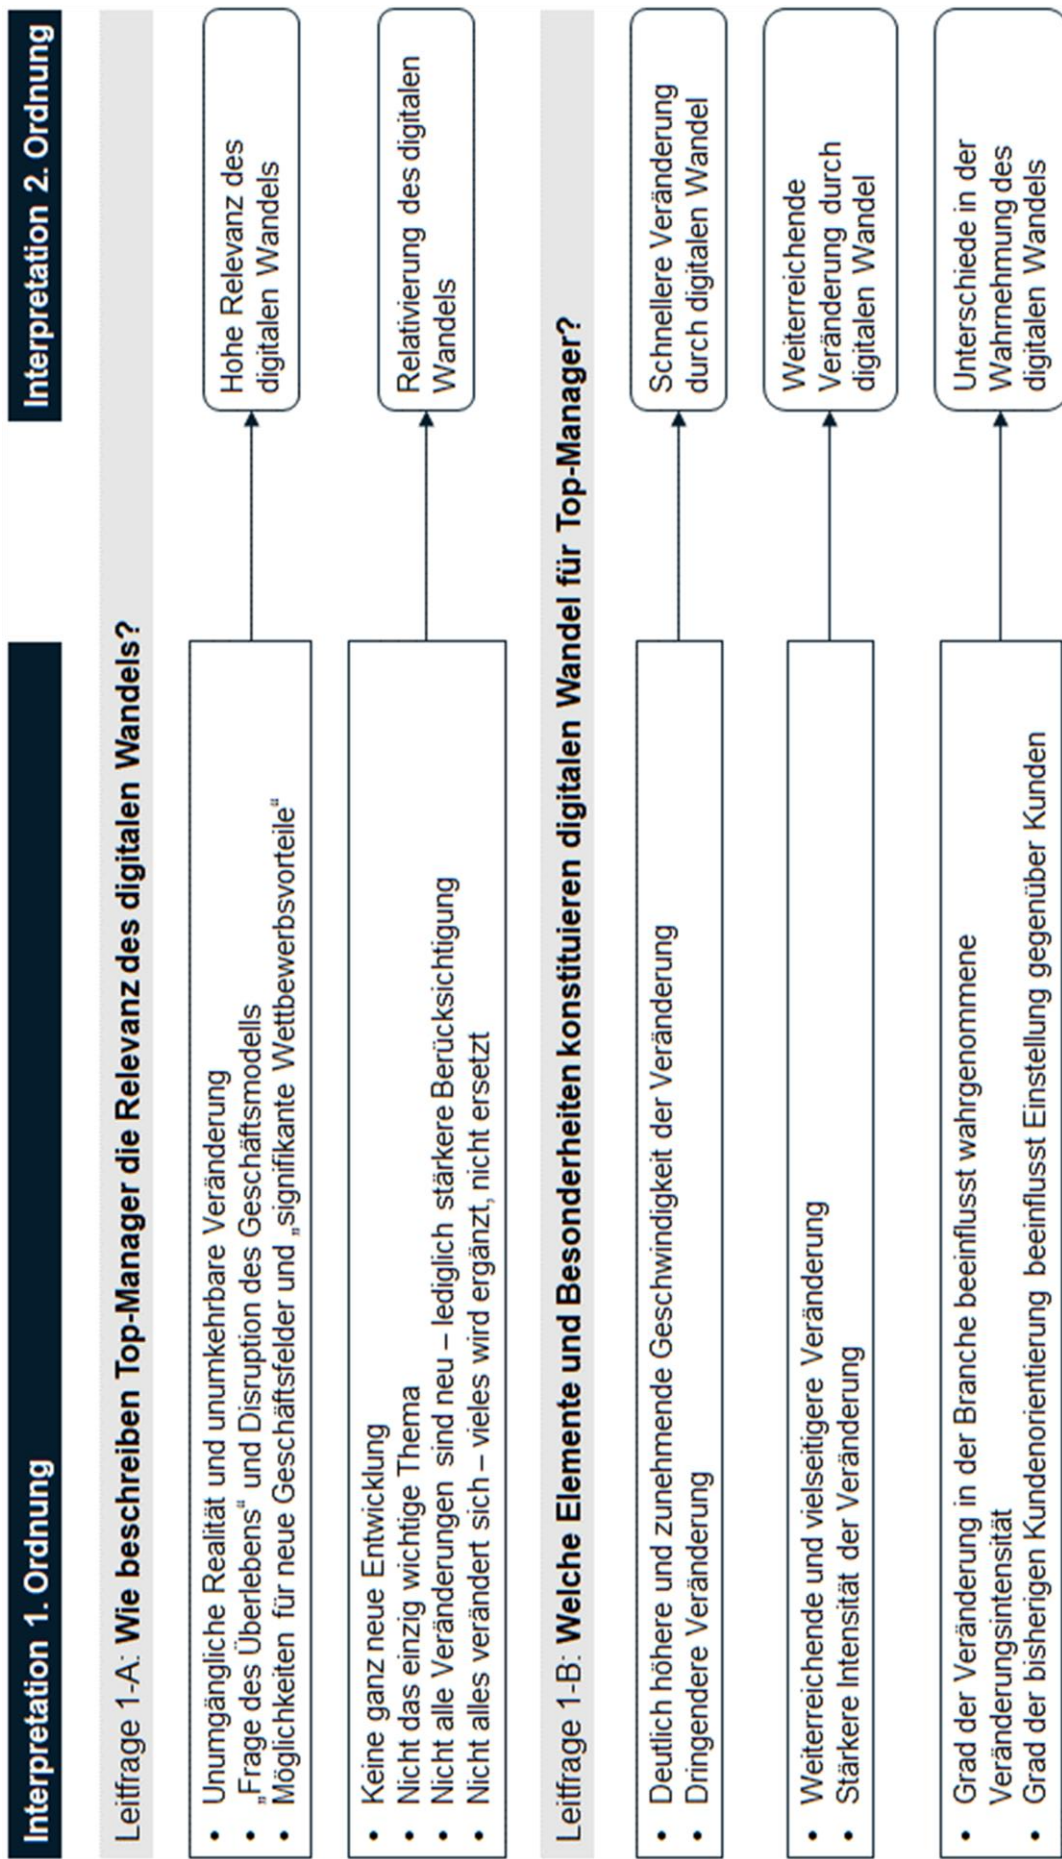 Interpretation 1. Ordnung
Interpretation 2. Ordnung
Leitfrage 1-A: Wie beschreiben Top-Manager die Relevanz des digitalen Wandels?
• Unumgängliche Realität und unumkehrbare Veränderung
• „Frage des Überlebens“ und Disruption des Geschäftsmodells
• Möglichkeiten für neue Geschäftsfelder und „signifikante Wettbewerbsvorteile“
Hohe Relevanz des
digitalen Wandels
• Keine ganz neue Entwicklung
• Nicht das einzig wichtige Thema
• Nicht alle Veränderungen sind neu – lediglich stärkere Berücksichtigung
• Nicht alles verändert sich – vieles wird ergänzt, nicht ersetzt
Relativierung des digitalen
Wandels
Leitfrage 1-B: Welche Elemente und Besonderheiten konstituieren digitalen Wandel für Top-Manager?
• Deutlich höhere und zunehmende Geschwindigkeit der Veränderung
• Dringendere Veränderung
Schnellere Veränderung
durch digitalen Wandel
• Weiterreichende und vielseitigere Veränderung
• Stärkere Intensität der Veränderung
Weiterreichende
Veränderung durch
digitalen Wandel
• Grad der Veränderung in der Branche beeinflusst wahrgenommene
Veränderungsintensität
• Grad der bisherigen Kundenorientierung beeinflusst Einstellung gegenüber Kunden
Unterschiede in der
Wahrnehmung des
digitalen Wandels